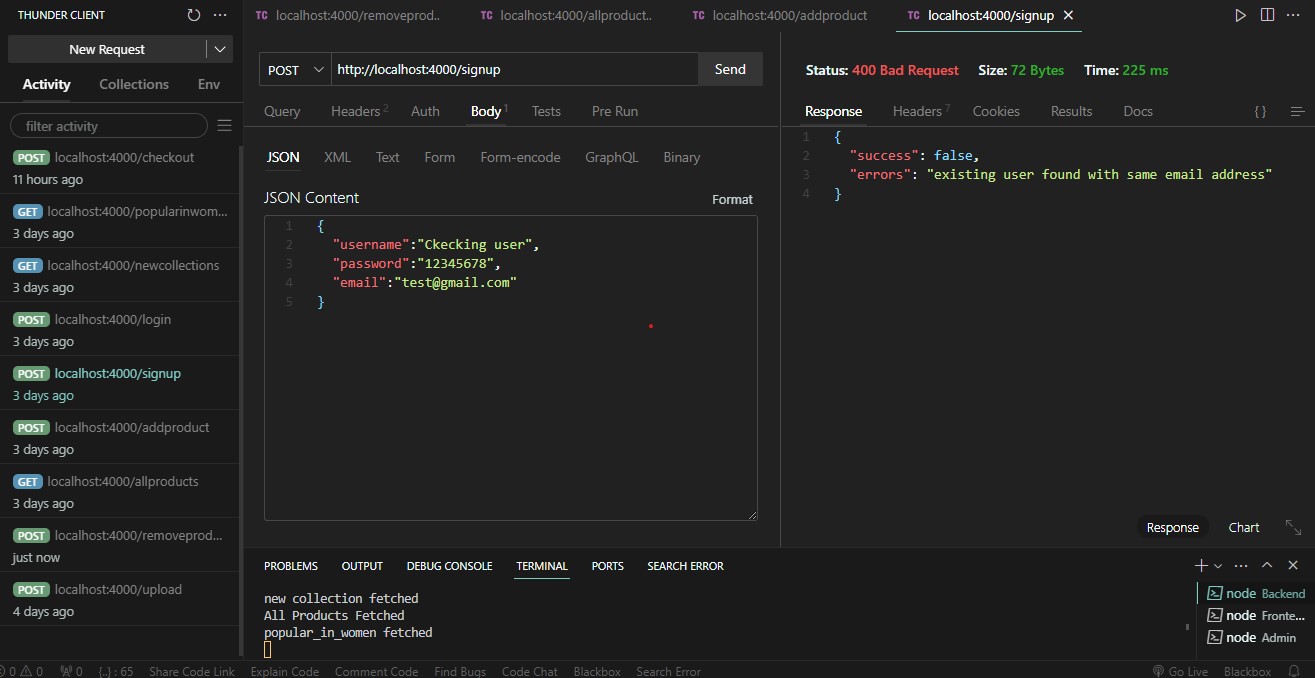 THUNDER CLIENT
New Request
Activity Collections Env
filter activity
POST localhost:4000/checkout
11 hours ago
GET localhost:4000/popularinwom...
3 days ago
GET localhost:4000/newcollections
3 days ago
POST localhost:4000/login
3 days ago
POST localhost:4000/signup
3 days ago
POST localhost:4000/addproduct
3 days ago
GET localhost:4000/allproducts
3 days ago
POST localhost:4000/removeprod...
just now
POST localhost:4000/upload
4 days ago
TC localhost:4000/removeprod.. TC localhost:4000/allproduct.. TC localhost:4000/addproduct TC localhost:4000/signup
POST http://localhost:4000/signup Send
Query Headers 2 Auth Body 1 Tests Pre Run
JSON XML Text Form Form-encode GraphQL Binary
JSON Content Format
1 {
2 "username":"Ckecking user",
3 "password":"12345678",
4 "email":"test@gmail.com"
5 }
Status: 400 Bad Request Size: 72 Bytes Time: 225 ms
Response Headers 7 Cookies Results Docs {}
1 {
2 "success": false,
3 "errors": "existing user found with same email address"
4 }
Response Chart
PROBLEMS OUTPUT DEBUG CONSOLE TERMINAL PORTS SEARCH ERROR
new collection fetched
All Products Fetched
popular_in_women fetched
node Backend
node Fronte...
node Admin
0 0 0 {..} : 65 Share Code Link Explain Code Comment Code Find Bugs Code Chat Blackbox Search Error Go Live Blackbox